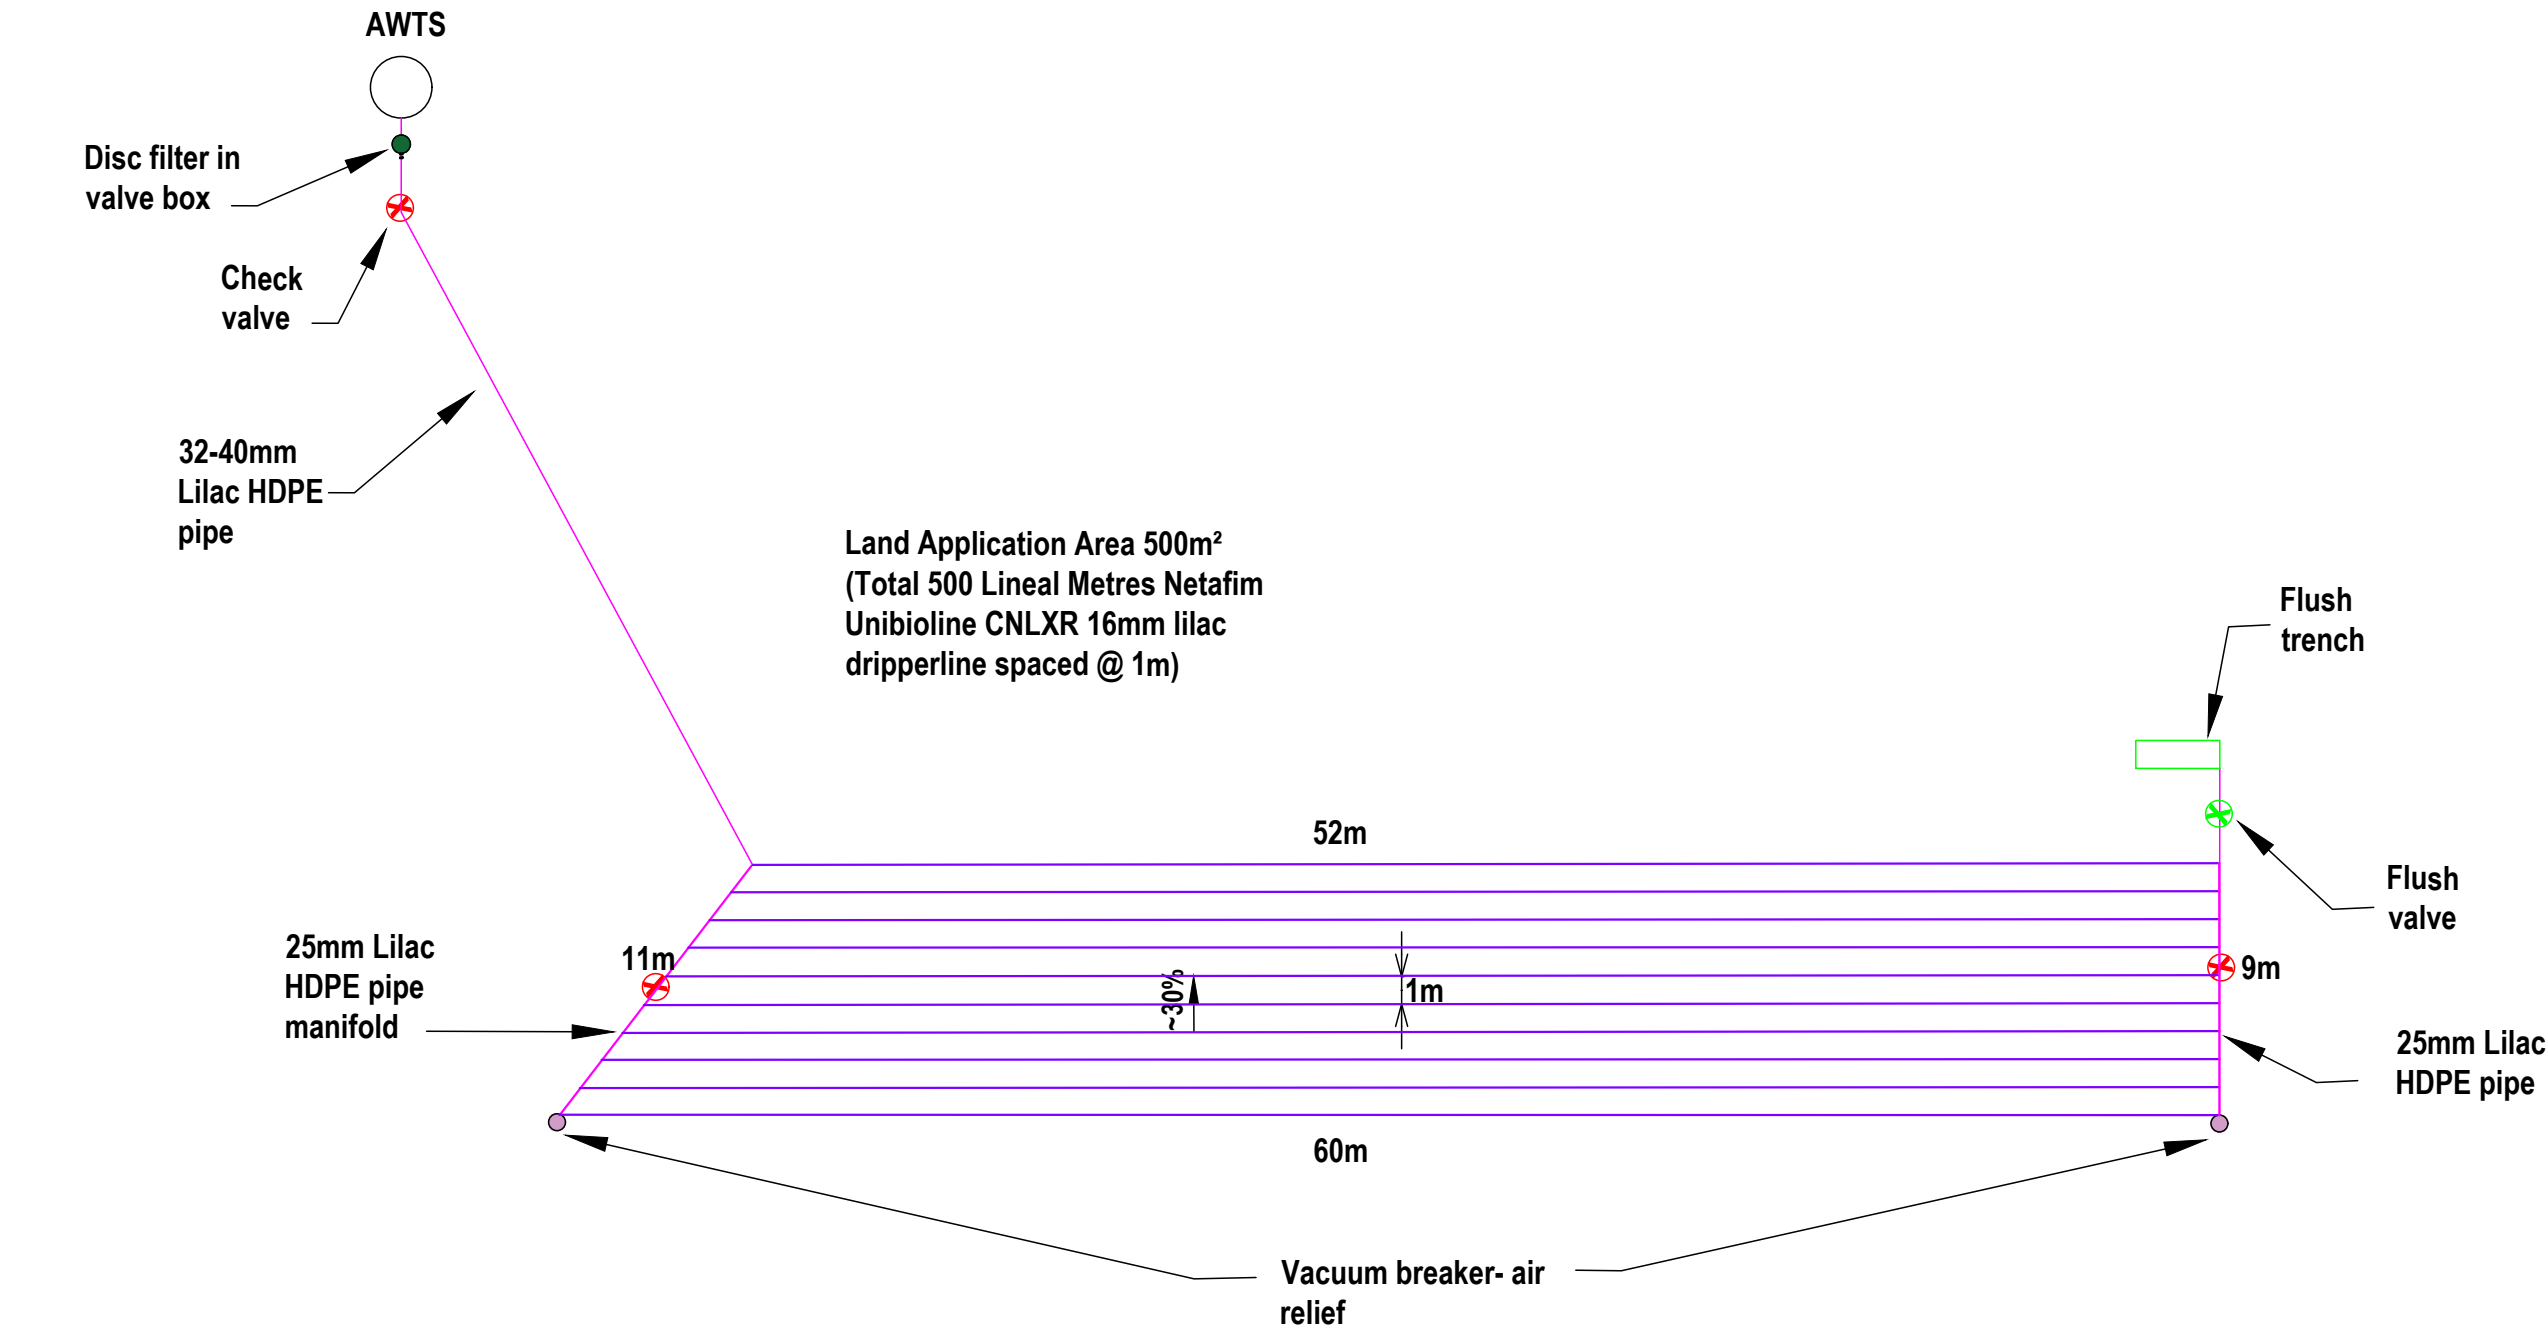 AWTS
Disc filter in
valve box
Check
valve
32-40mm
Lilac HDPE
pipe
Land Application Area 500m²
(Total 500 Lineal Metres Netafim
Unibioline CNLXR 16mm lilac
dripperline spaced @ 1m)
Flush
trench
52m
Flush
valve
25mm Lilac
HDPE pipe
manifold
11m
~30%
1m
9m
25mm Lilac
HDPE pipe
60m
Vacuum breaker- air
relief